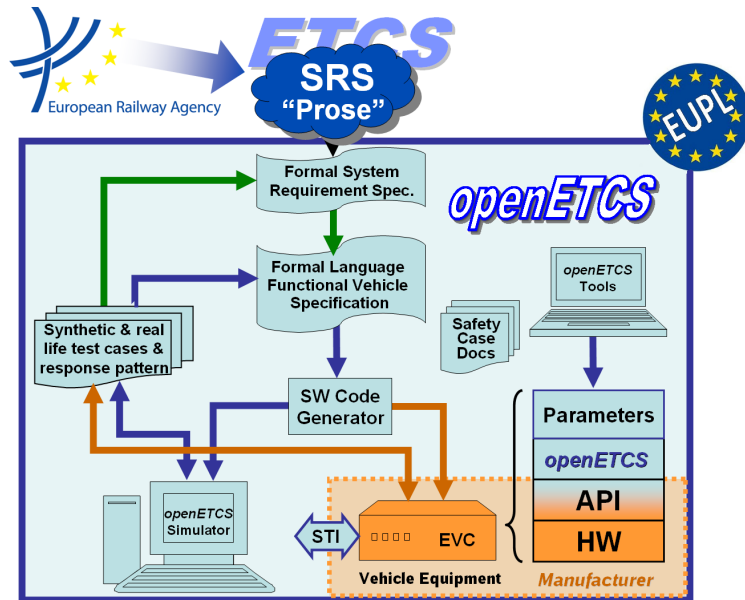 ETCS
SRS
“Prose”
European Railway Agency
EUPL
Formal System
Requirement Spec.
openETCS
Formal Language
Functional Vehicle
Specification
openETCS
Tools
Synthetic & real
life test cases &
response pattern
Safety
Case
Docs
SW Code
Generator
Parameters
openETCS
API
HW
openETCS
Simulator
STI
EVC
Vehicle Equipment
Manufacturer